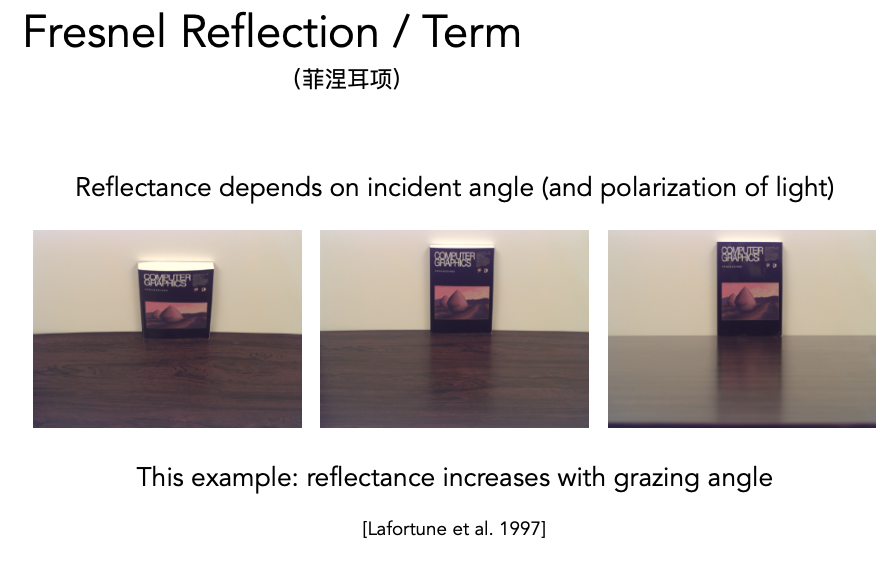 Fresnel Reflection / Term
（菲涅耳项）
Reflectance depends on incident angle (and polarization of light)
COMPUTER
GRAPHICS
COMPUTER
GRAPHICS
COMPUTER
GRAPHICS
This example: reflectance increases with grazing angle
[Lafortune et al. 1997]